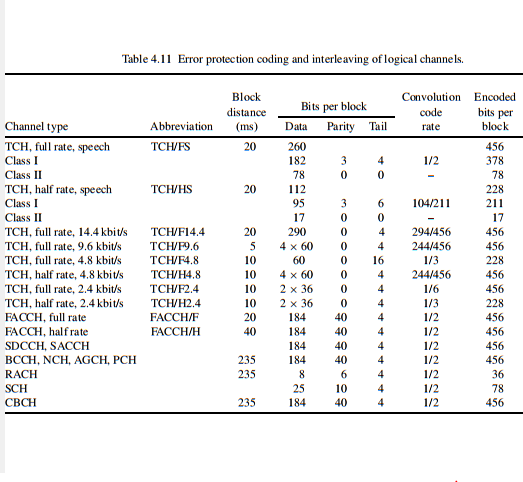 Table 4.11 Error protection coding and interleaving of logical channels.
Block Convolution Encoded
distance Bits per block code bits per
Channel type Abbreviation (ms) Data Parity Tail rate block
TCH, full rate, speech TCH/FS 20 260 456
Class I 182 3 4 1/2 378
Class II 78 0 0 – 78
TCH, half rate, speech TCH/HS 20 112 228
Class I 95 3 6 104/211 211
Class II 17 0 0 – 17
TCH, full rate, 14.4 kbit/s TCH/F14.4 20 290 0 4 294/456 456
TCH, full rate, 9.6 kbit/s TCH/F9.6 5 4 × 60 0 4 244/456 456
TCH, full rate, 4.8 kbit/s TCH/F4.8 10 60 0 16 1/3 228
TCH, half rate, 4.8 kbit/s TCH/H4.8 10 4 × 60 0 4 244/456 456
TCH, full rate, 2.4 kbit/s TCH/F2.4 10 2 × 36 0 4 1/6 456
TCH, half rate, 2.4 kbit/s TCH/H2.4 10 2 × 36 0 4 1/3 228
FACCH, full rate FACCH/F 20 184 40 4 1/2 456
FACCH, half rate FACCH/H 40 184 40 4 1/2 456
SDCCH, SACCH 184 40 4 1/2 456
BCCH, NCH, AGCH, PCH 235 184 40 4 1/2 456
RACH 235 8 6 4 1/2 36
SCH 25 10 4 1/2 78
CBCH 235 184 40 4 1/2 456